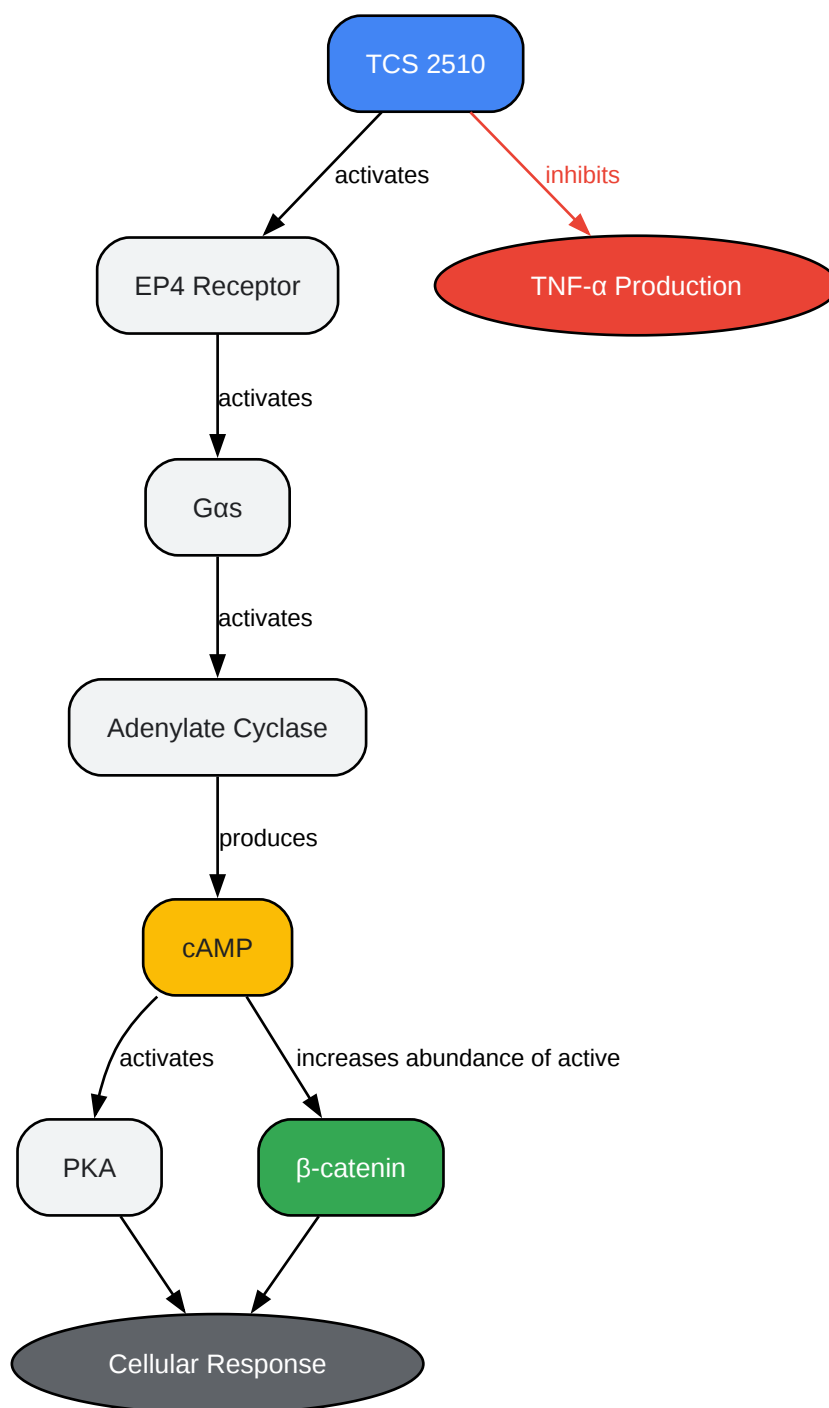 TCS 2510
activates
inhibits
EP4 Receptor
TNF-α Production
activates
Gαs
activates
Adenylate Cyclase
produces
cAMP
activates
increases abundance of active
PKA
β-catenin
Cellular Response